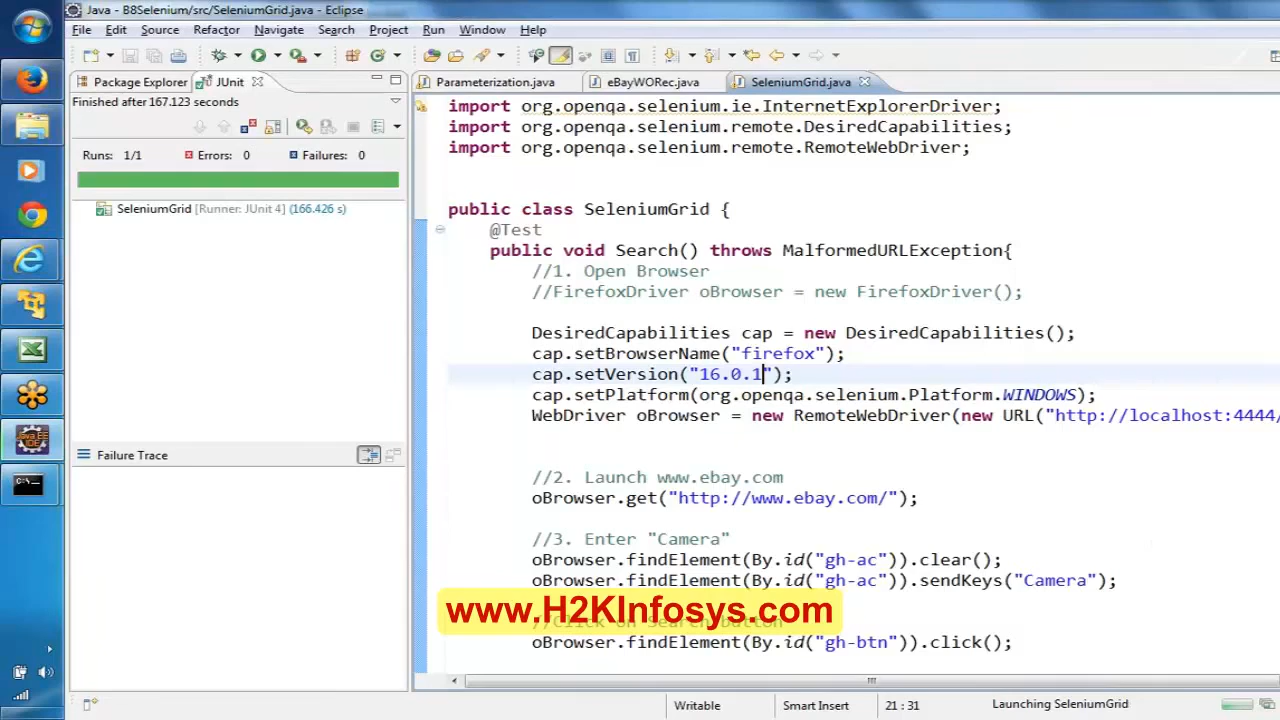 Java - B8Selenium/src/SeleniumGrid.java - Eclipse
File Edit Source Refactor Navigate Search Project Run Window Help
Package Explorer JUnit
Finished after 167.123 seconds
Runs: 1/1 Errors: 0 Failures: 0
SeleniumGrid [Runner: JUnit 4] (166.426 s)
Failure Trace
Parameterization.java eBayWORec.java SeleniumGrid.java
import org.openqa.selenium.ie.InternetExplorerDriver;
import org.openqa.selenium.remote.DesiredCapabilities;
import org.openqa.selenium.remote.RemoteWebDriver;
public class SeleniumGrid {
@Test
public void Search() throws MalformedURLException{
//1. Open Browser
//FirefoxDriver oBrowser = new FirefoxDriver();
DesiredCapabilities cap = new DesiredCapabilities();
cap.setBrowserName("firefox");
cap.setVersion("16.0.1");
cap.setPlatform(org.openqa.selenium.Platform.WINDOWS);
WebDriver oBrowser = new RemoteWebDriver(new URL("http://localhost:4444/
//2. Launch www.ebay.com
oBrowser.get("http://www.ebay.com/");
//3. Enter "Camera"
oBrowser.findElement(By.id("gh-ac")).clear();
oBrowser.findElement(By.id("gh-ac")).sendKeys("Camera");
www.H2KInfosys.com
//Click on Search Button
oBrowser.findElement(By.id("gh-btn")).click();
Writable Smart Insert 21 : 31 Launching SeleniumGrid